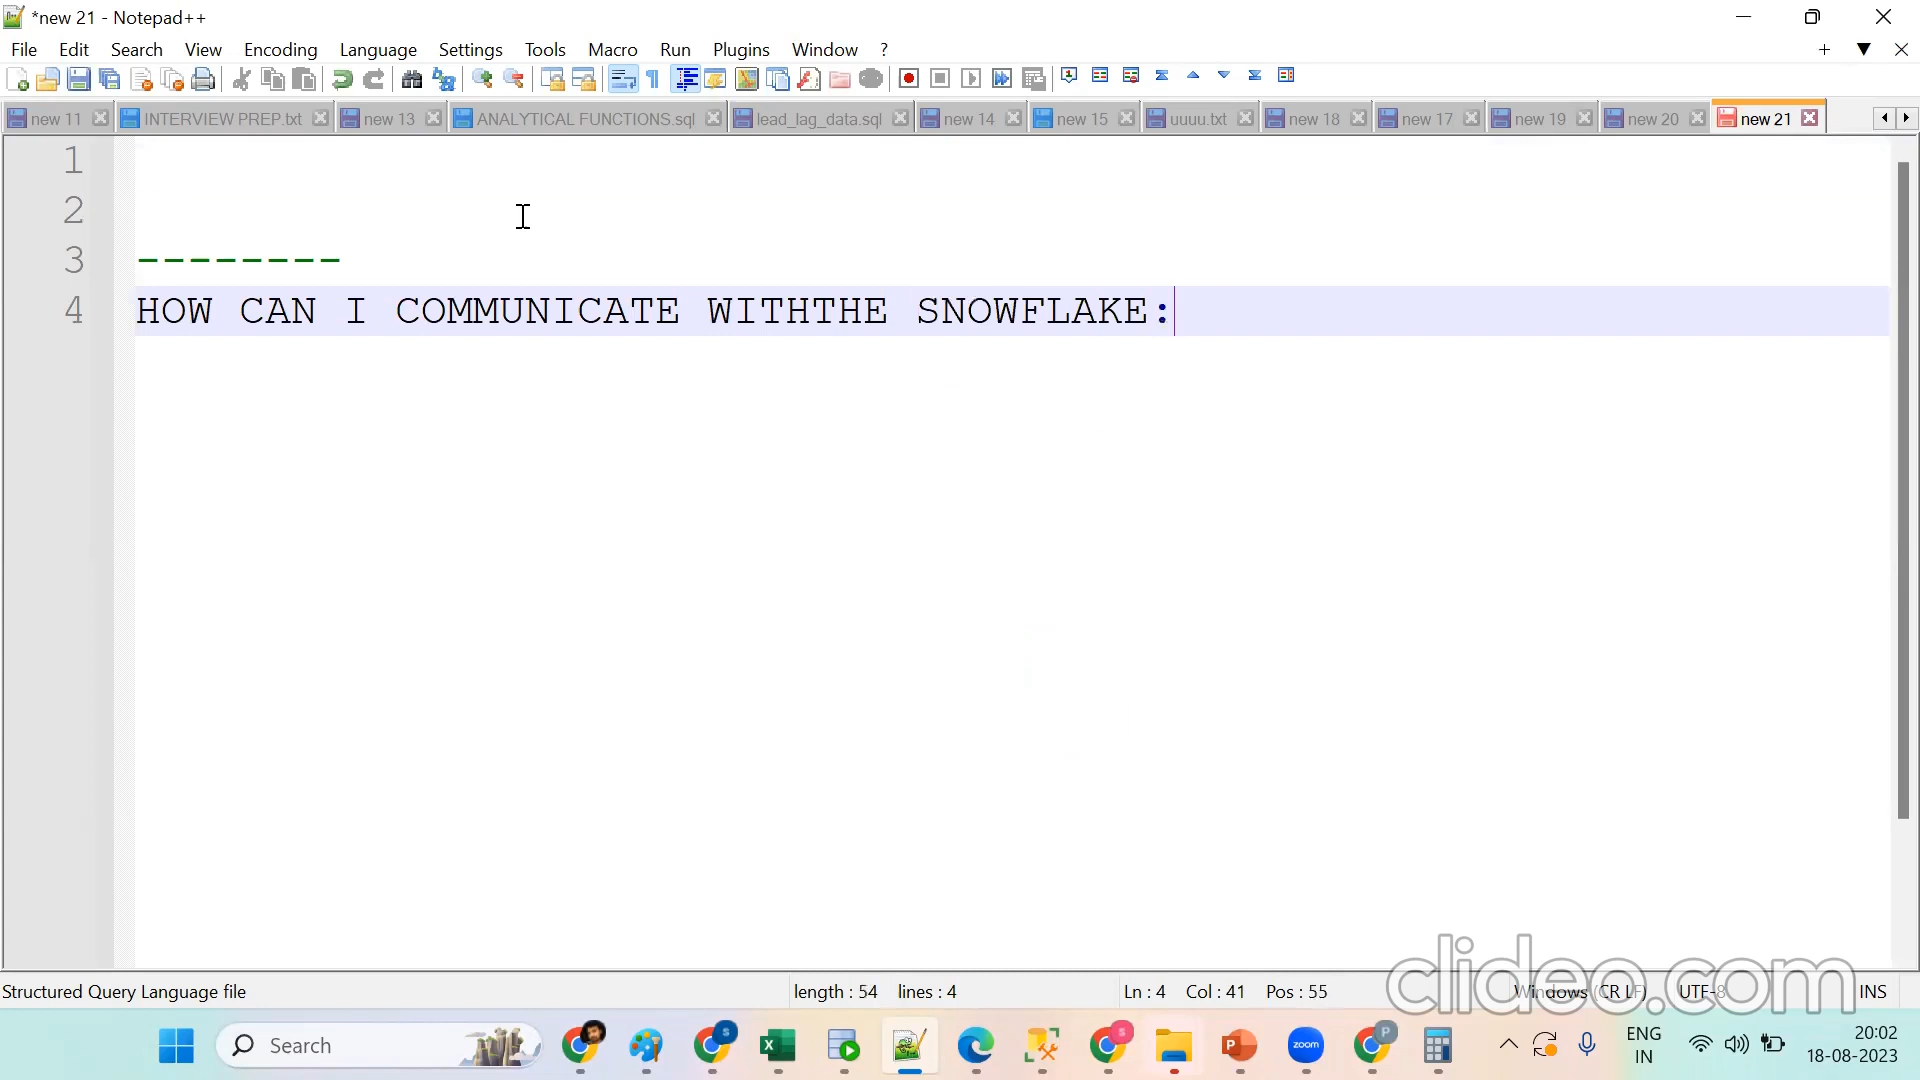 *new 21 - Notepad++
File Edit Search View Encoding Language Settings Tools Macro Run Plugins Window ?
new 11 INTERVIEW PREP.txt new 13 ANALYTICAL FUNCTIONS.sql lead_lag_data.sql new 14 new 15 uuuu.txt new 18 new 17 new 19 new 20 new 21
1
2
3 --------
4 HOW CAN I COMMUNICATE WITHTHE SNOWFLAKE:
clideo.com
Structured Query Language file length : 54 lines : 4 Ln : 4 Col : 41 Pos : 55 Windows (CR LF) UTF-8 INS
Search zoom ENG 20:02
IN 18-08-2023